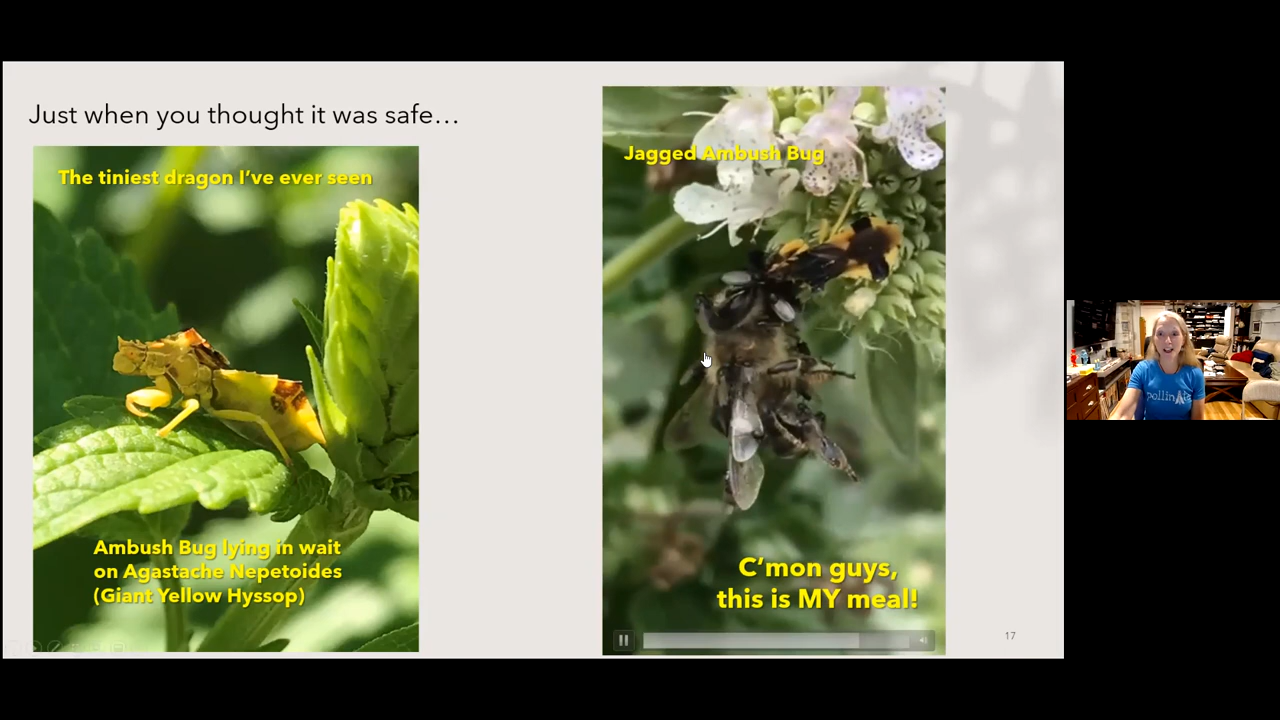 Just when you thought it was safe…
The tiniest dragon I've ever seen
Ambush Bug lying in wait
on Agastache Nepetoides
(Giant Yellow Hyssop)
Jagged Ambush Bug
C'mon guys,
this is MY meal!
17